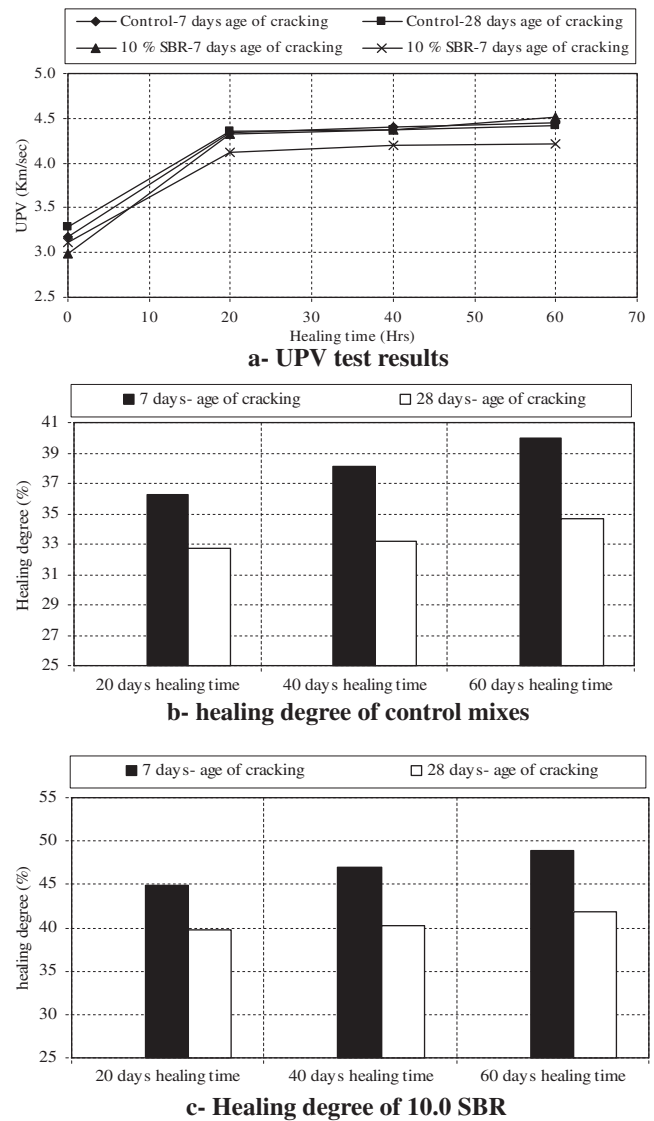 Control-7 days age of cracking
Control-28 days age of cracking
10 % SBR-7 days age of cracking
10 % SBR-7 days age of cracking
5.0
4.5
4.0
3.5
3.0
2.5
UPV (Km/sec)
0 10 20 30 40 50 60 70
Healing time (Hrs)
a- UPV test results
7 days- age of cracking
28 days- age of cracking
41
39
37
35
33
31
29
27
25
Healing degree (%)
20 days healing time
40 days healing time
60 days healing time
b- healing degree of control mixes
7 days- age of cracking
28 days- age of cracking
55
50
45
40
35
30
25
healing degree (%)
20 days healing time
40 days healing time
60 days healing time
c- Healing degree of 10.0 SBR